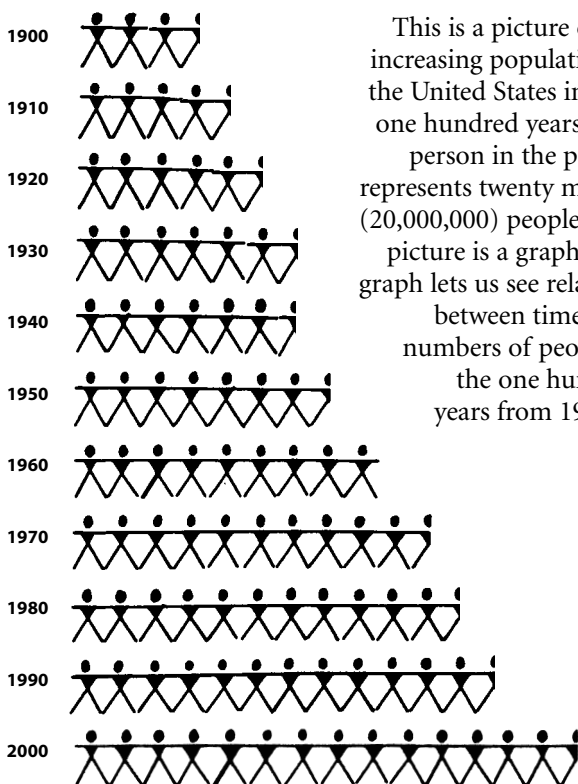 1900
1910
1920
1930
1940
1950
1960
1970
1980
1990
2000
This is a picture
increasing populati
the United States in
one hundred years
person in the p
represents twenty m
(20,000,000) people
picture is a graph
graph lets us see rela
between time
numbers of peo
the one hun
years from 19